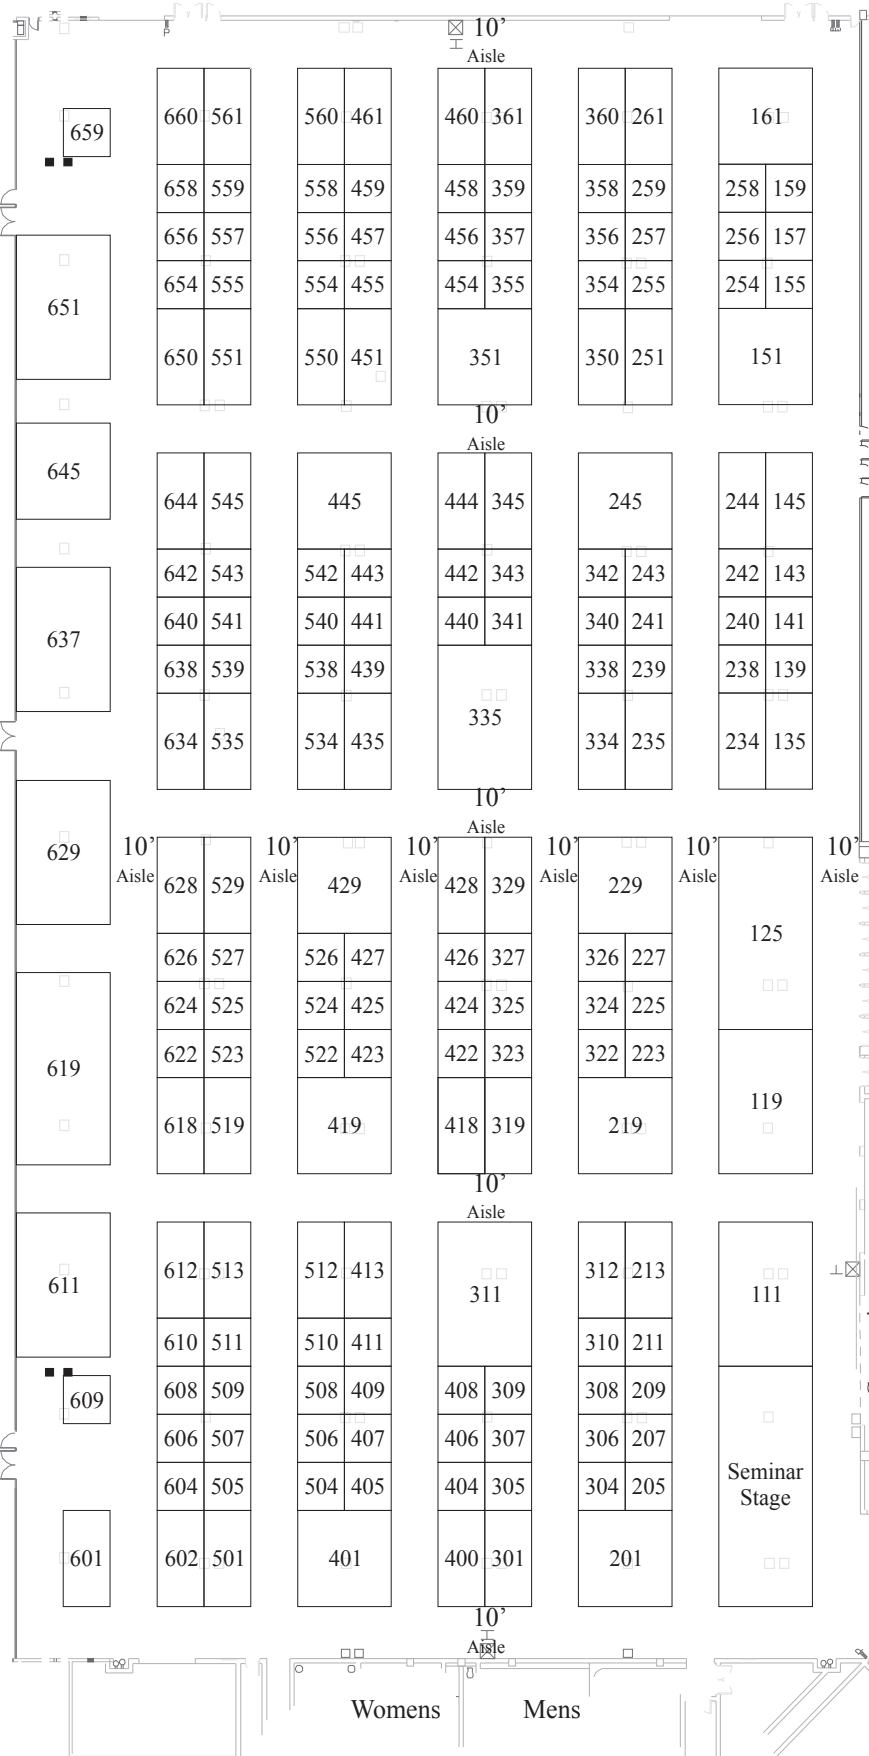 10’
Aisle
660 561 560 461 460 361 360 261 161
659
658 559 558 459 458 359 358 259 258 159
656 557 556 457 456 357 356 257 256 157
654 555 554 455 454 355 354 255 254 155
651
650 551 550 451 351 350 251 151
10’
Aisle
645
644 545 445 444 345 245 244 145
642 543 542 443 442 343 342 243 242 143
640 541 540 441 440 341 340 241 240 141
637
638 539 538 439 338 239 238 139
335
634 535 534 435 334 235 234 135
10’
Aisle
10’ 10’ 10’ 10’ 10’ 10’
Aisle Aisle Aisle Aisle Aisle Aisle
629
628 529 429 428 329 229
125
626 527 526 427 426 327 326 227
624 525 524 425 424 325 324 225
622 523 522 423 422 323 322 223
619
119
618 519 419 418 319 219
10’
Aisle
612 513 512 413 312 213
611 311 111
610 511 510 411 310 211
608 509 508 409 408 309 308 209
609
606 507 506 407 406 307 306 207
604 505 504 405 404 305 304 205
Seminar
Stage
601 602 501 401 400 301 201
10’
Aisle
Womens Mens